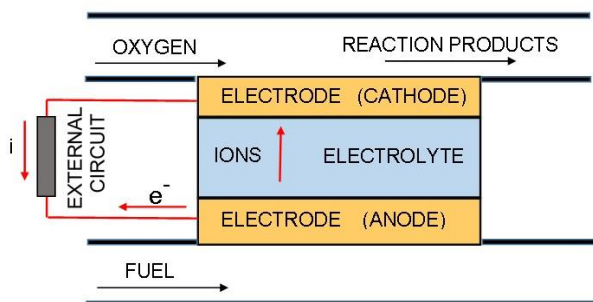 OXYGEN
REACTION PRODUCTS
ELECTRODE (CATHODE)
i
EXTERNAL
CIRCUIT
IONS
ELECTROLYTE
e-
ELECTRODE (ANODE)
FUEL